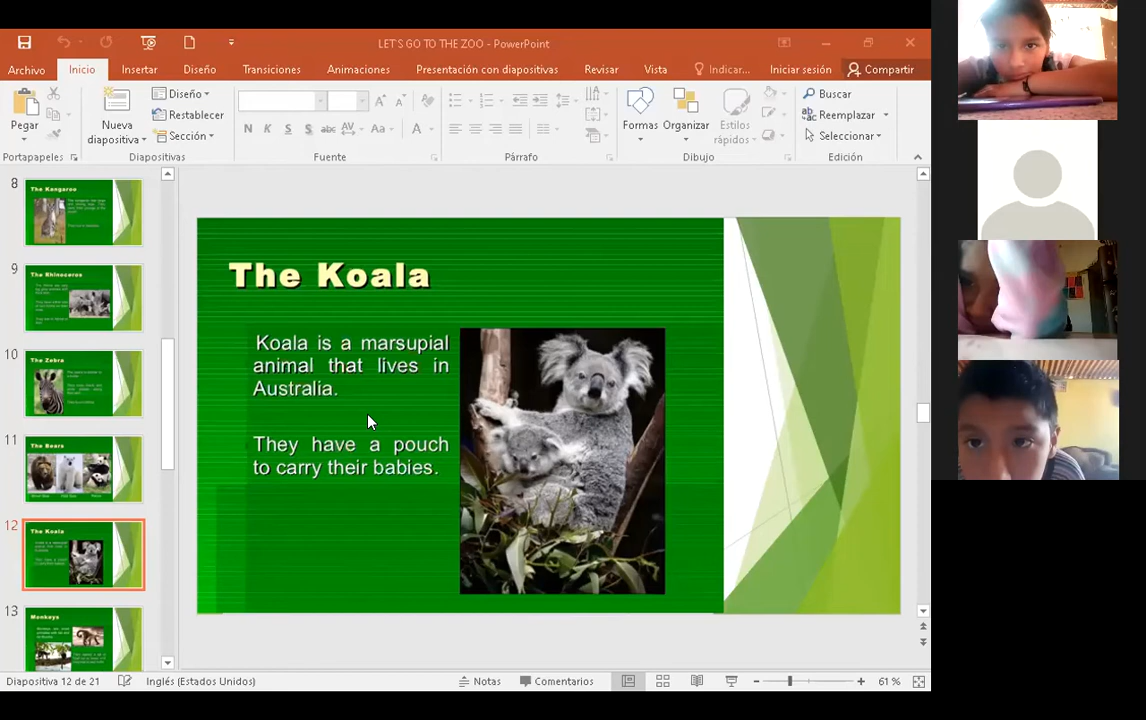 LET'S GO TO THE ZOO - PowerPoint
Archivo Inicio Insertar Diseño Transiciones Animaciones Presentación con diapositivas Revisar Vista Indicar... Iniciar sesión Compartir
Pegar
Nueva diapositiva
Diseño
Restablecer
Sección
N K S S abc AV Aa A
Formas
Organizar
Estilos rápidos
Buscar
Reemplazar
Seleccionar
Portapapeles Diapositivas Fuente Párrafo Dibujo Edición
8
The Kangaroo
9
The Rhinoceros
10
The Zebra
11
The Bears
12
The Koala
13
Monkeys
The Koala
Koala is a marsupial
animal that lives in
Australia.
They have a pouch
to carry their babies.
Diapositiva 12 de 21 Inglés (Estados Unidos) Notas Comentarios 61 %